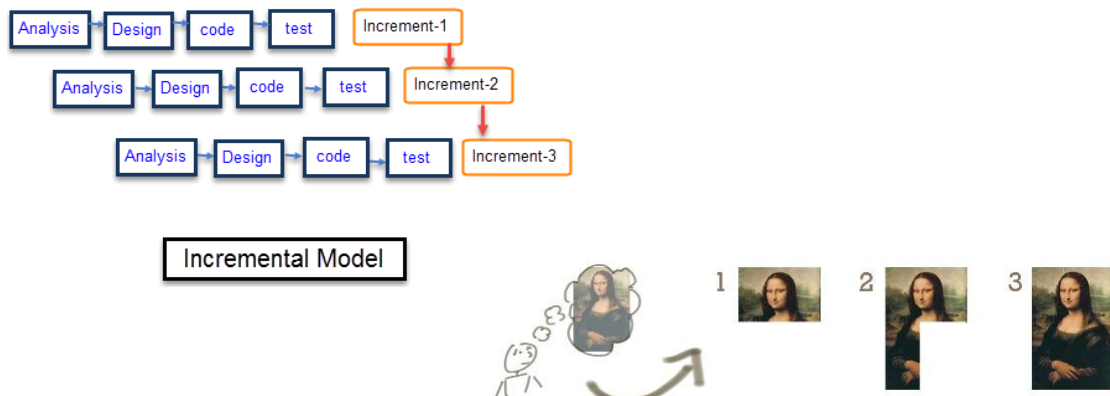 Analysis Design code test Increment-1
Analysis Design code test Increment-2
Analysis Design code test Increment-3
Incremental Model
1 2 3